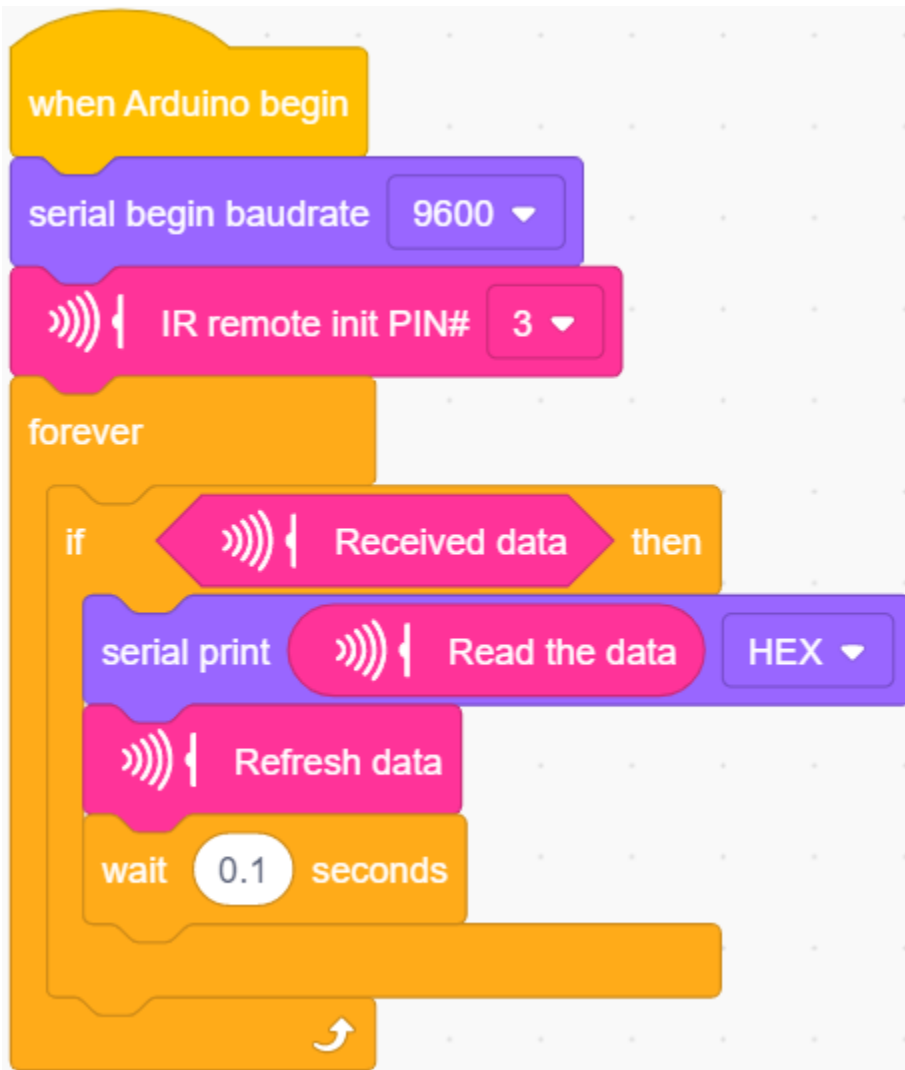 when Arduino begin
serial begin baudrate 9600
IR remote init PIN# 3
forever
if Received data then
serial print Read the data HEX
Refresh data
wait 0.1 seconds